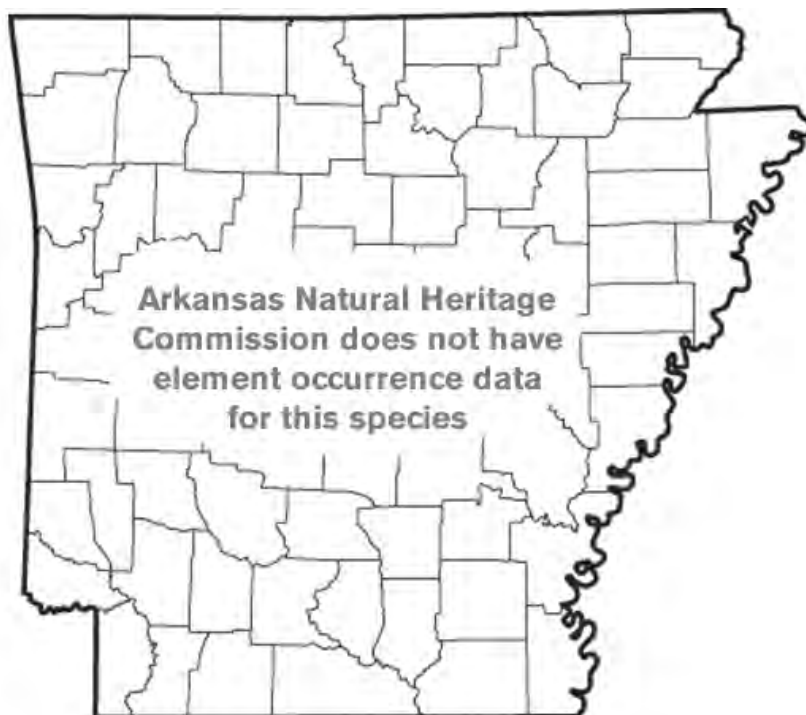 Arkansas Natural Heritage
Commission does not have
element occurrence data
for this species